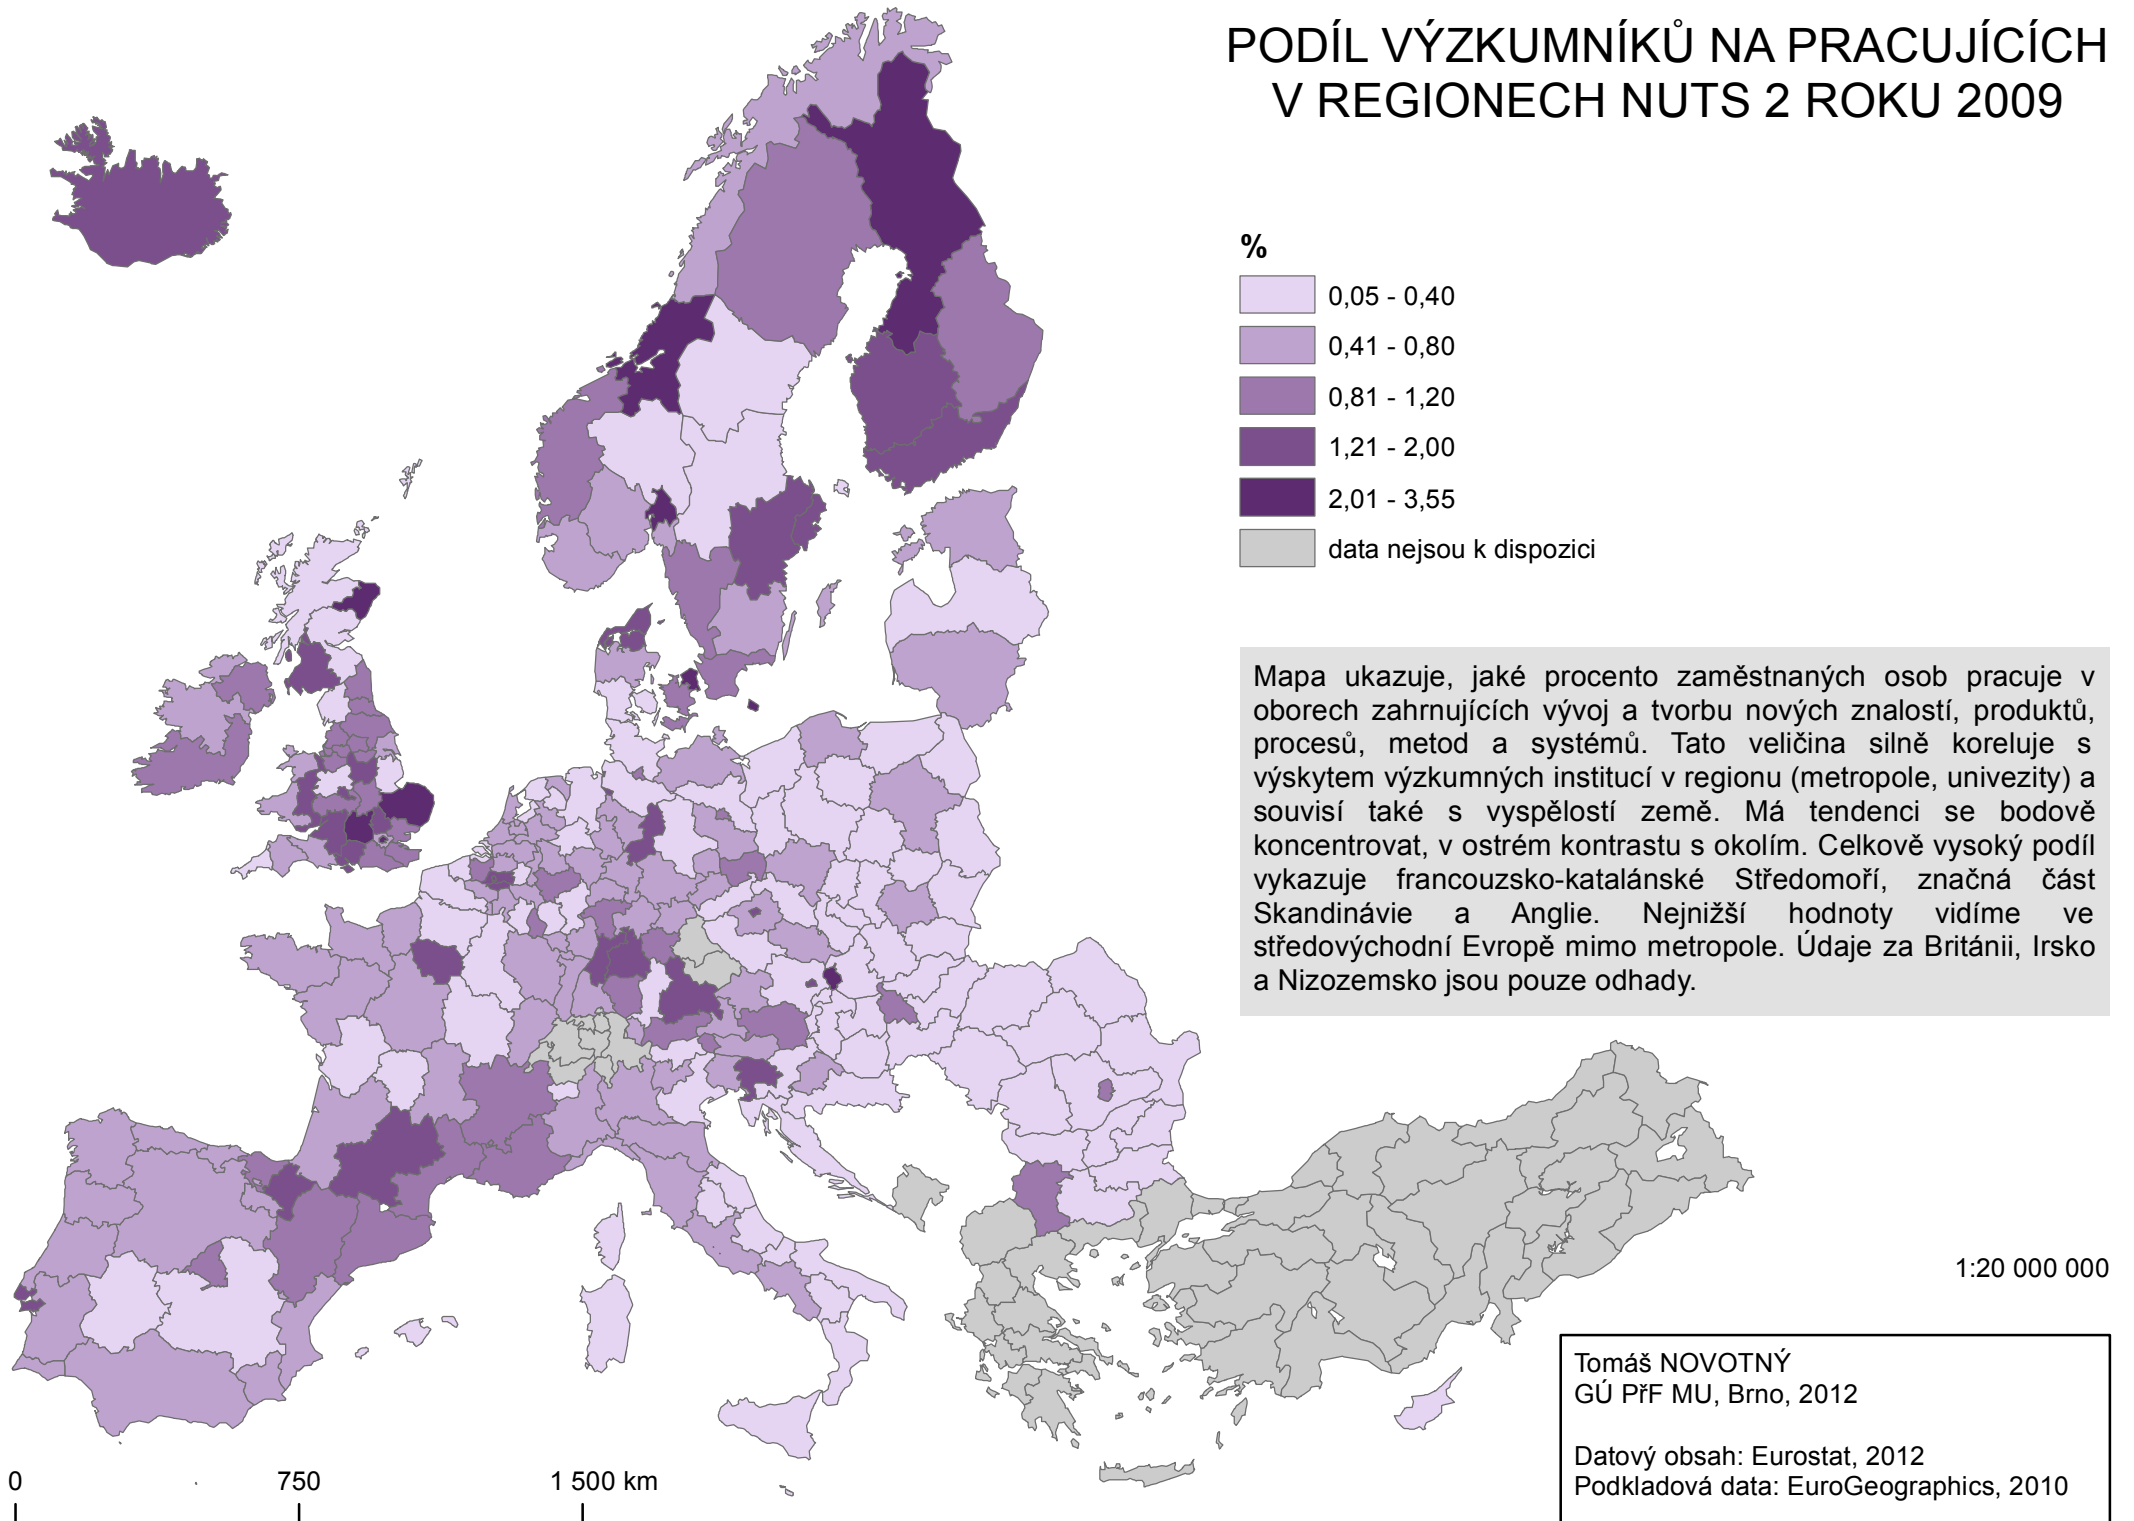 PODÍL VÝZKUMNÍKŮ NA PRACUJÍCÍCH
V REGIONECH NUTS 2 ROKU 2009
%
0,05 - 0,40
0,41 - 0,80
0,81 - 1,20
1,21 - 2,00
2,01 - 3,55
data nejsou k dispozici
Mapa ukazuje, jaké procento zaměstnaných osob pracuje v
oborech zahrnujících vývoj a tvorbu nových znalostí, produktů,
procesů, metod a systémů. Tato veličina silně koreluje s
výskytem výzkumných institucí v regionu (metropole, univezity) a
souvisí také s vyspělostí země. Má tendenci se bodově
koncentrovat, v ostrém kontrastu s okolím. Celkově vysoký podíl
vykazuje francouzsko-katalánské Středomoří, značná část
Skandinávie a Anglie. Nejnižší hodnoty vidíme ve
středovýchodní Evropě mimo metropole. Údaje za Británii, Irsko
a Nizozemsko jsou pouze odhady.
1:20 000 000
Tomáš NOVOTNÝ
GÚ PřF MU, Brno, 2012
Datový obsah: Eurostat, 2012
Podkladová data: EuroGeographics, 2010
0 750 1 500 km